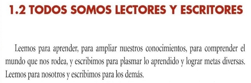 1.2 TODOS SOMOS LECTORES Y ESCRITORES
Leemos para aprender, para ampliar nuestros conocimientos, para comprender el
mundo que nos rodea, y escribimos para plasmar lo aprendido y lograr metas diversas.
Leemos para nosotros y escribimos para los demás.